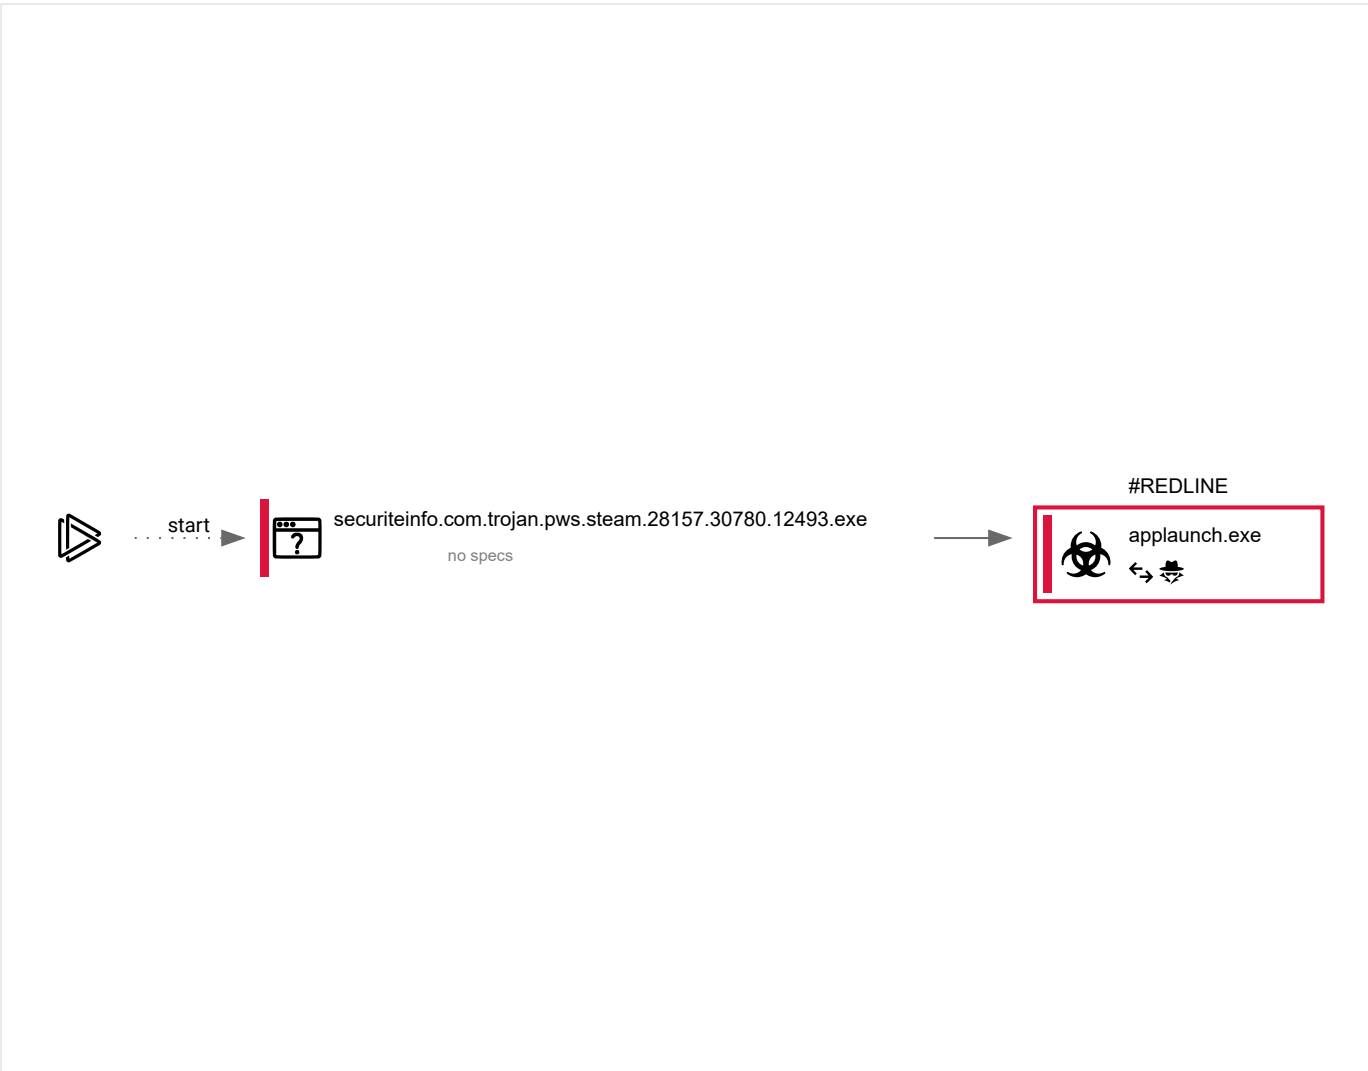 start
securiteinfo.com.trojan.pws.steam.28157.30780.12493.exe
no specs
#REDLINE
applaunch.exe